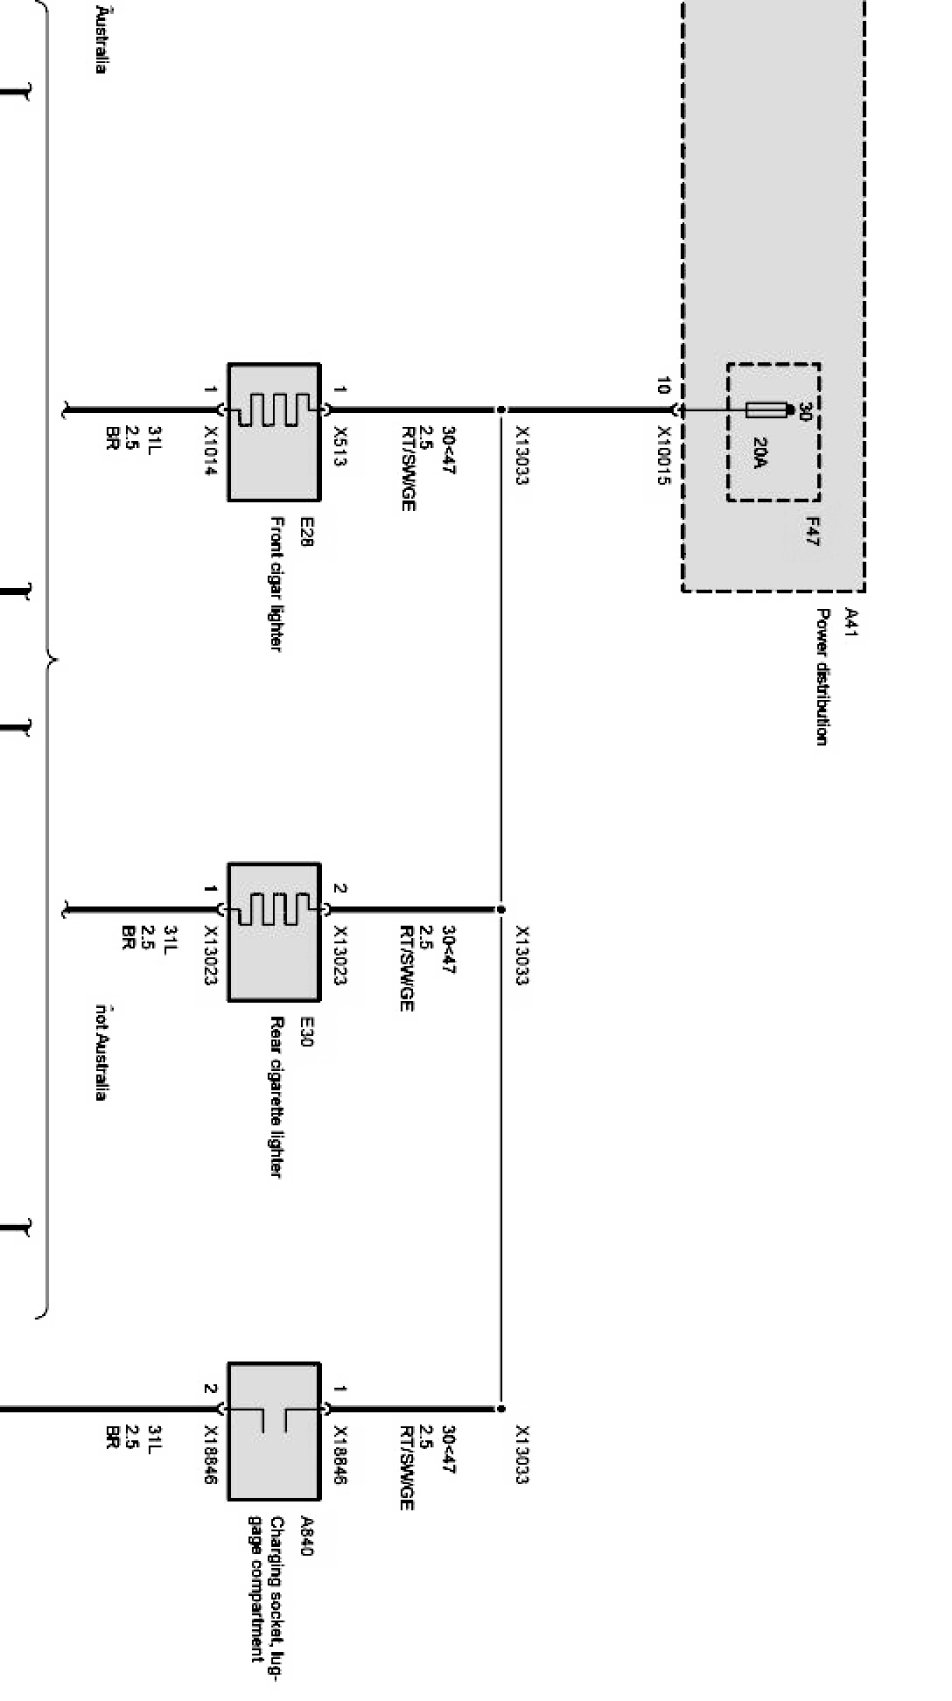 A41
Power distribution
F47
30
20A
10
X10015
X13033
X13033
X13033
30<47
2.5
RT/SW/GE
30<47
2.5
RT/SW/GE
30<47
2.5
RT/SW/GE
1
X513
2
X13023
1
X18846
E28
Front cigar lighter
E30
Rear cigarette lighter
A840
Charging socket, lug-
gage compartment
1
X1014
1
X13023
2
X18846
31L
2.5
BR
31L
2.5
BR
31L
2.5
BR
Australia
not Australia